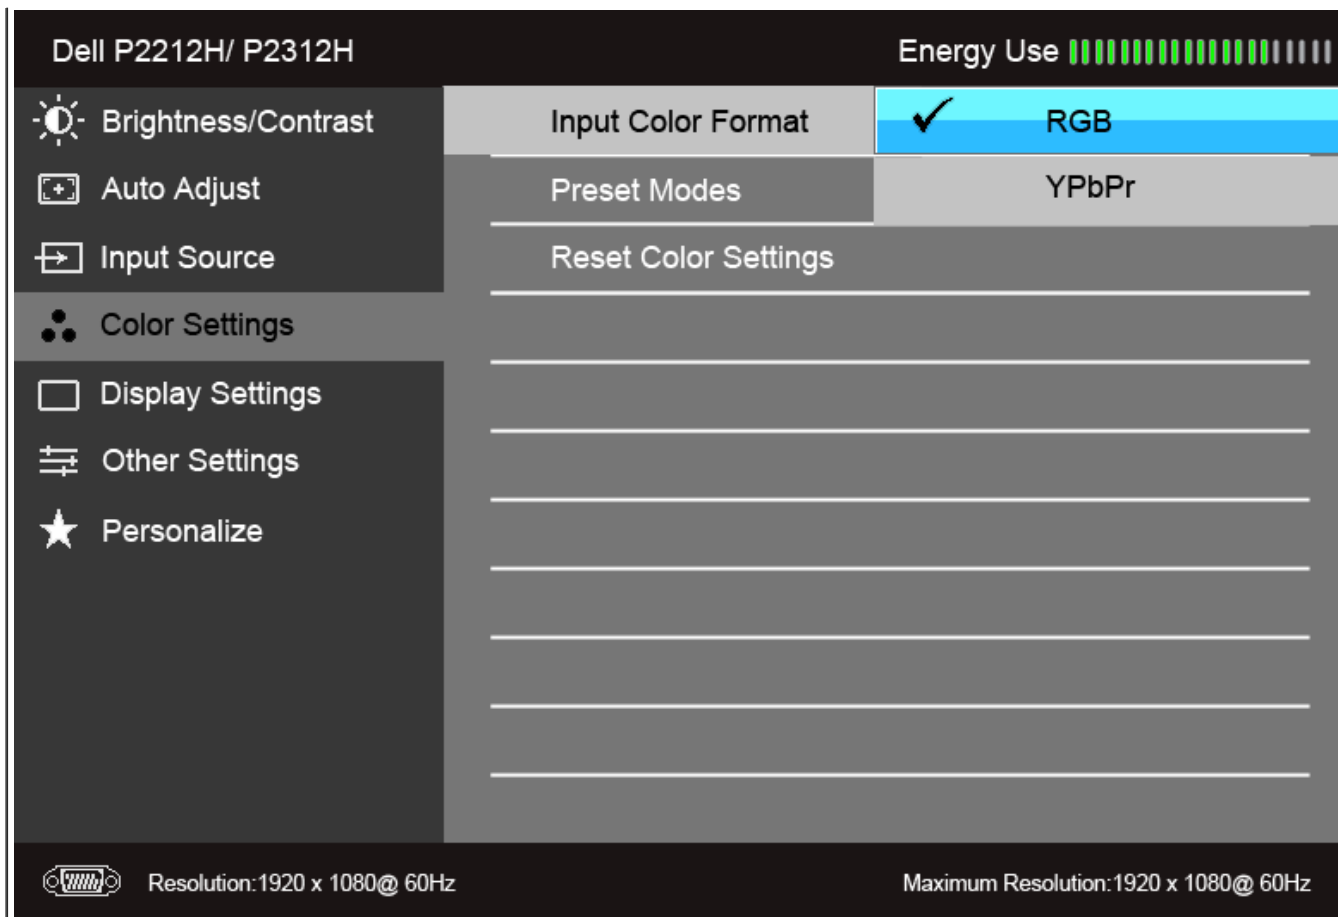 Dell P2212H/ P2312H
Energy Use
Brightness/Contrast
Input Color Format
RGB
Auto Adjust
Preset Modes
YPbPr
Input Source
Reset Color Settings
Color Settings
Display Settings
Other Settings
Personalize
Resolution:1920 x 1080@ 60Hz
Maximum Resolution:1920 x 1080@ 60Hz